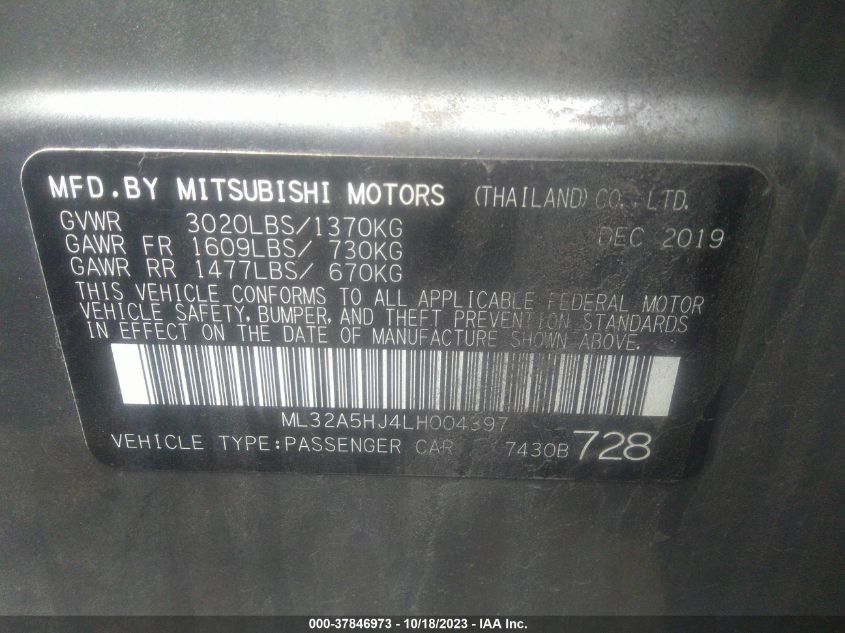 MFD.BY MITSUBISHI MOTORS (THAILAND) CO.,LTD.
GVWR 3020LBS/1370KG DEC 2019
GAWR FR 1609LBS/ 730KG
GAWR RR 1477LBS/ 670KG
THIS VEHICLE CONFORMS TO ALL APPLICABLE FEDERAL MOTOR
VEHICLE SAFETY, BUMPER, AND THEFT PREVENTION STANDARDS
IN EFFECT ON THE DATE OF MANUFACTURE SHOWN ABOVE.
ML32A5HJ4LH004397
VEHICLE TYPE:PASSENGER CAR 7430B 728
000-37846973 - 10/18/2023 - IAA Inc.